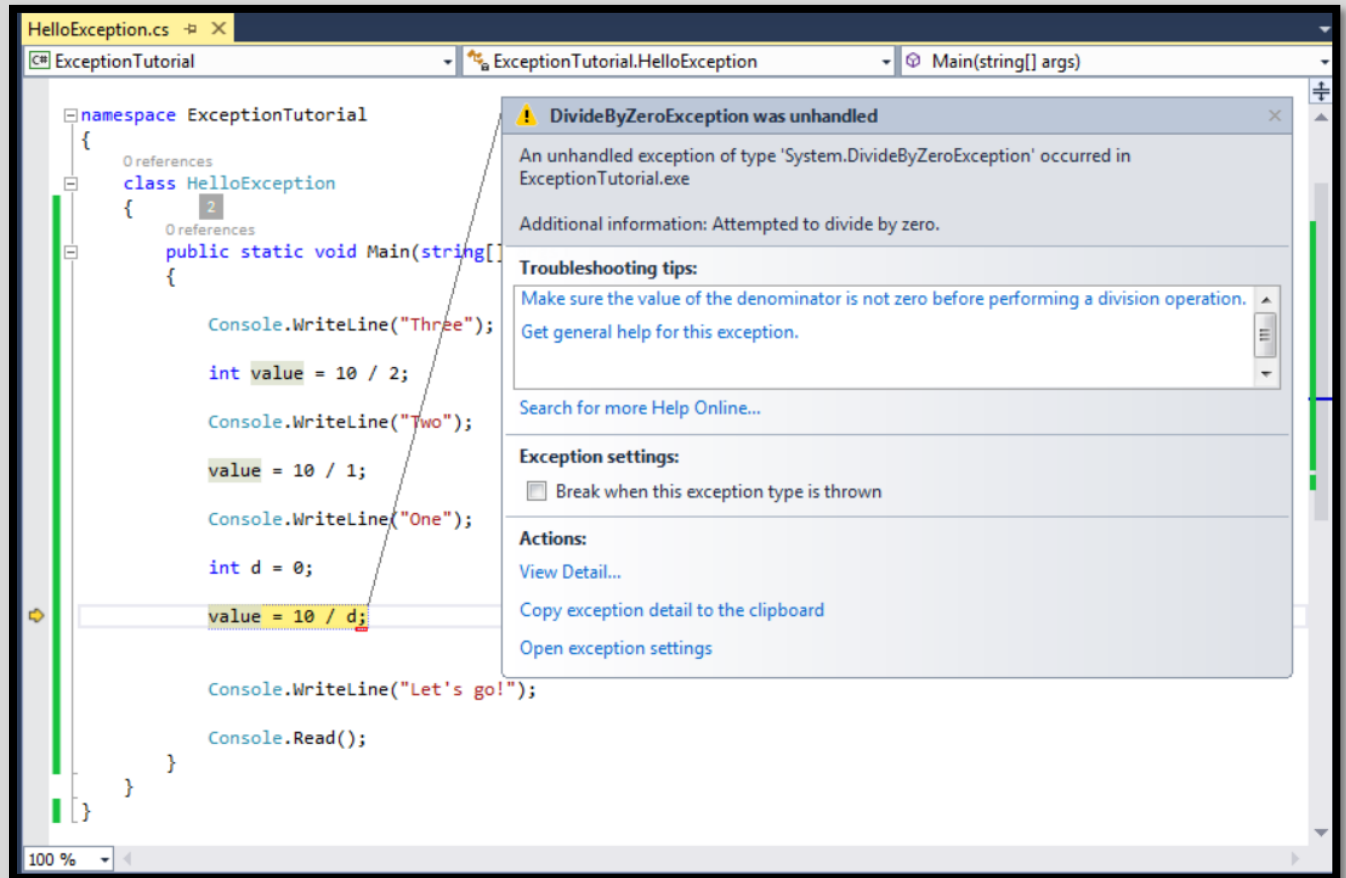 HelloException.cs
C# ExceptionTutorial
ExceptionTutorial.HelloException
Main(string[] args)
namespace ExceptionTutorial
{
0 references
class HelloException
{
2
0 references
public static void Main(string[]
{
Console.WriteLine("Three");
int value = 10 / 2;
Console.WriteLine("Two");
value = 10 / 1;
Console.WriteLine("One");
int d = 0;
value = 10 / d;
Console.WriteLine("Let's go!");
Console.Read();
}
}
}
DivideByZeroException was unhandled
An unhandled exception of type 'System.DivideByZeroException' occurred in
ExceptionTutorial.exe
Additional information: Attempted to divide by zero.
Troubleshooting tips:
Make sure the value of the denominator is not zero before performing a division operation.
Get general help for this exception.
Search for more Help Online...
Exception settings:
Break when this exception type is thrown
Actions:
View Detail...
Copy exception detail to the clipboard
Open exception settings
100 %